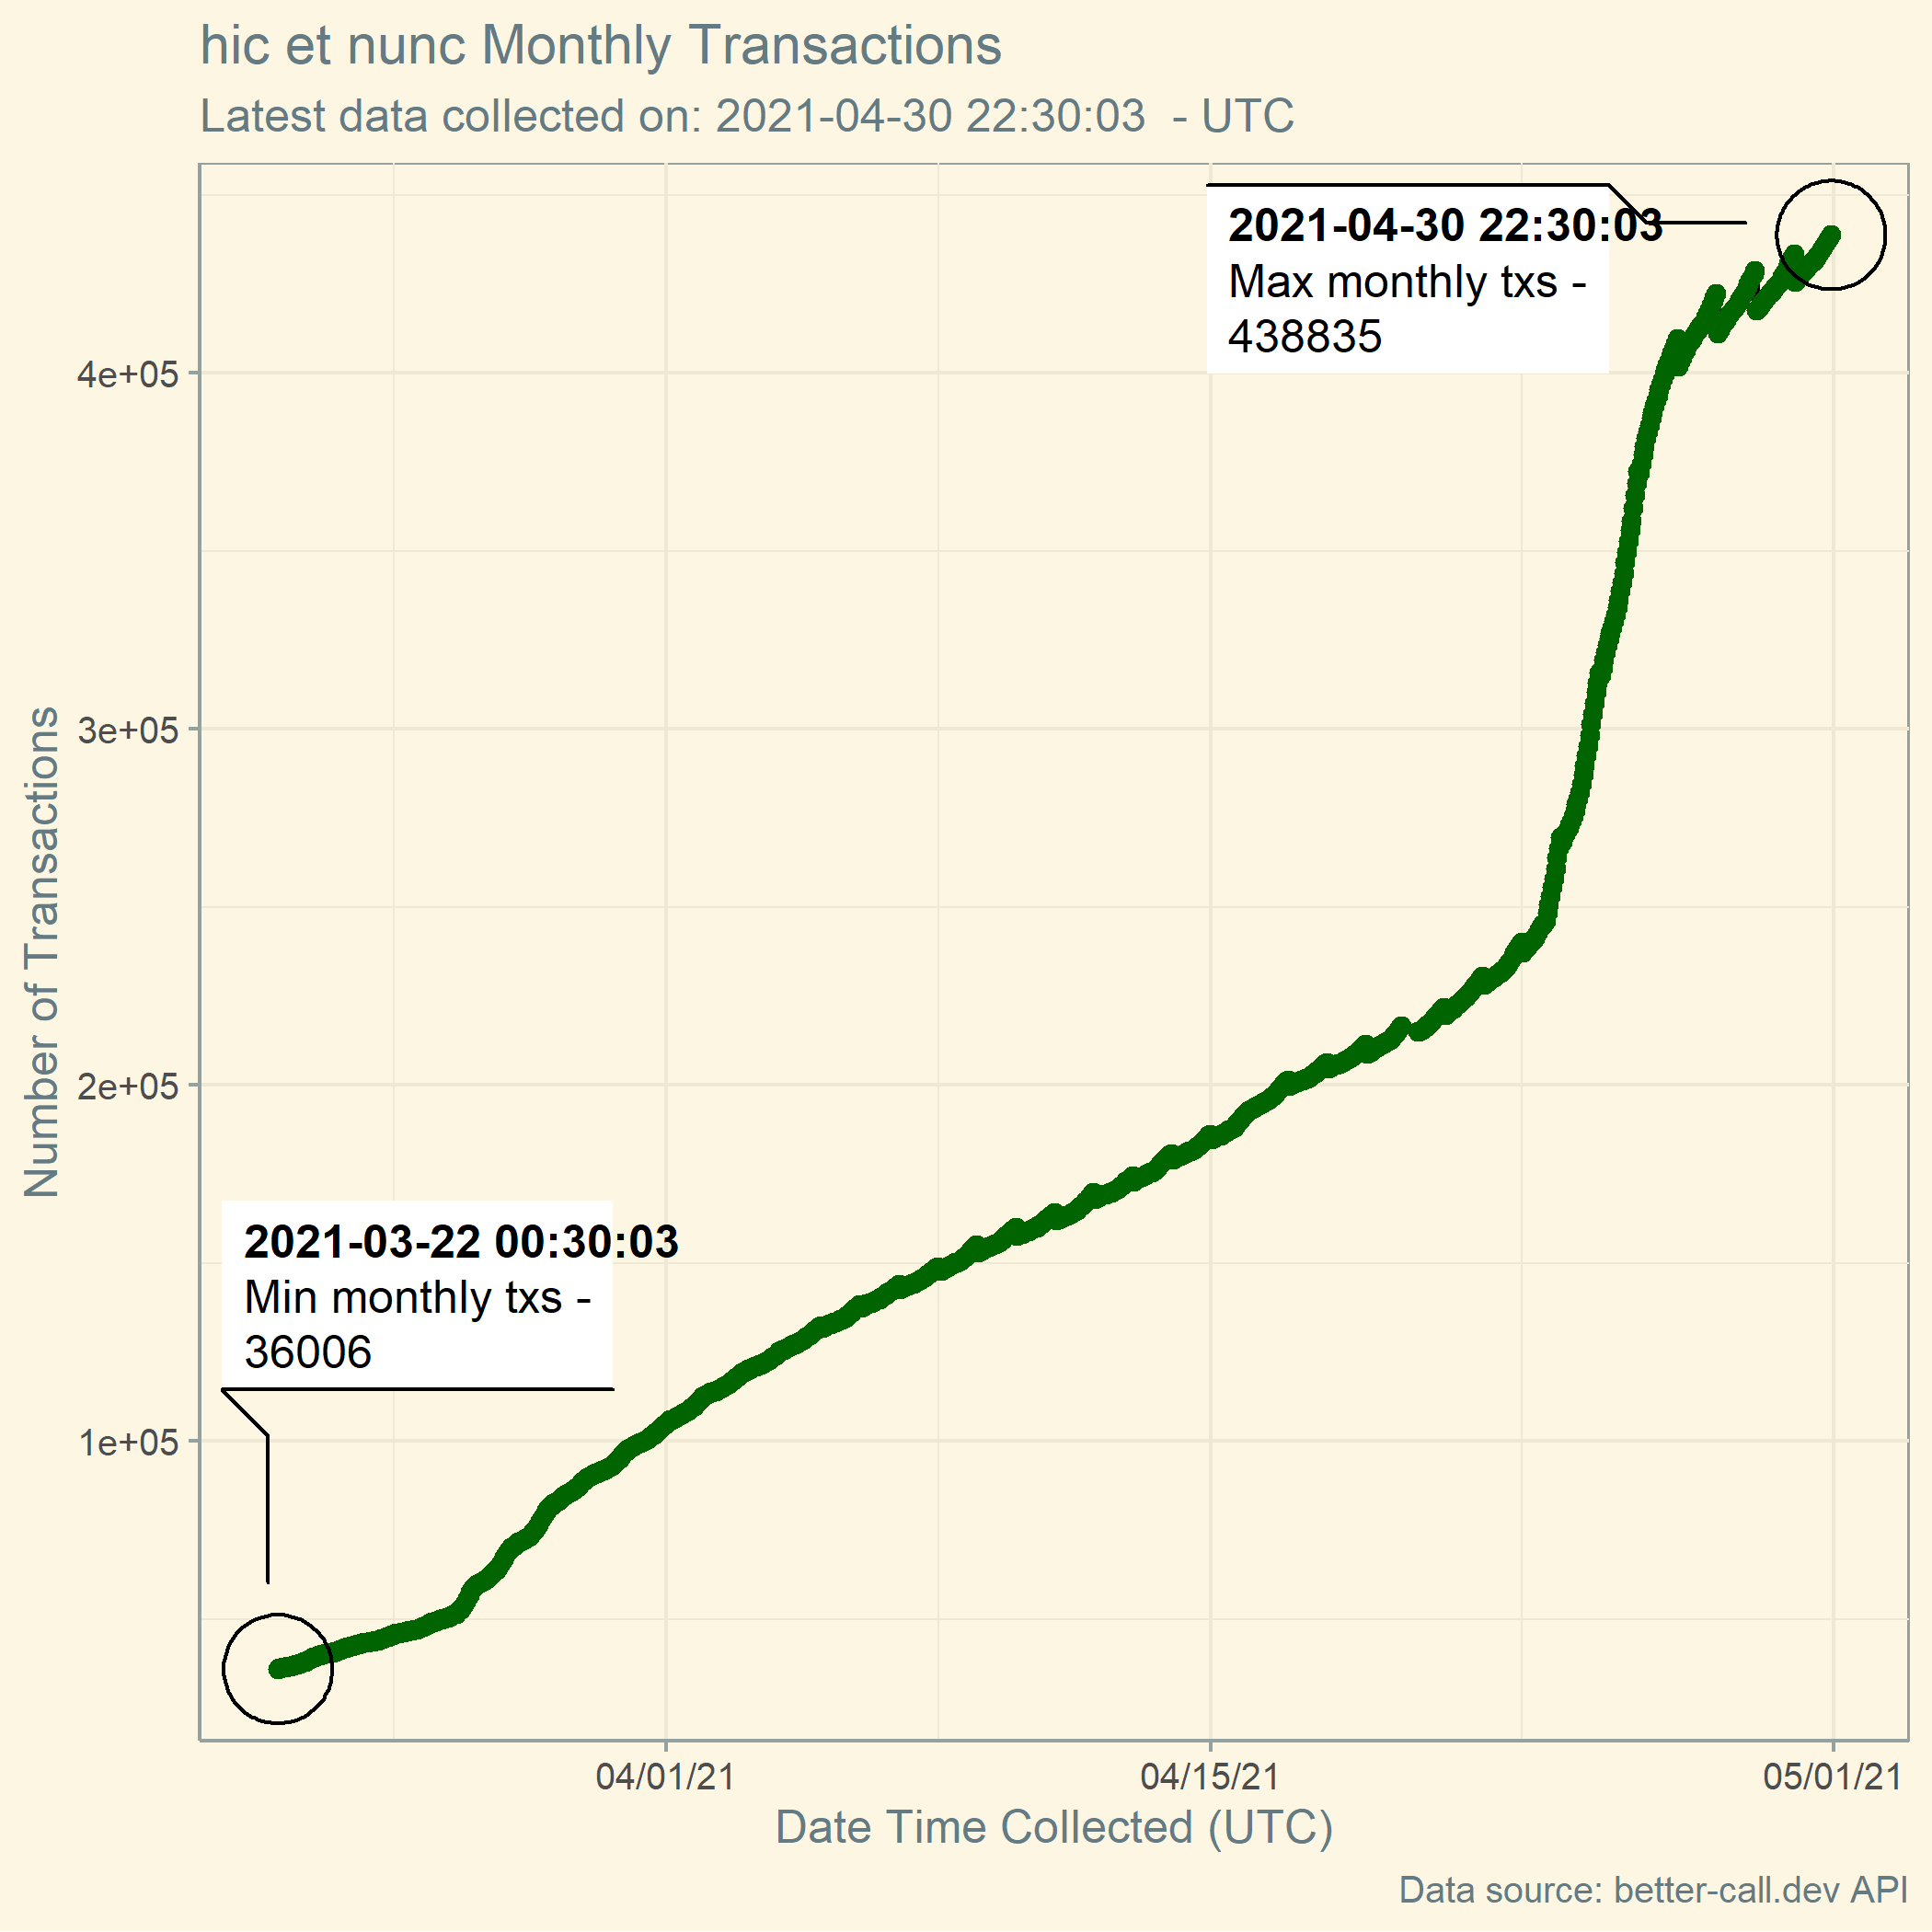 hic et nunc Monthly Transactions
Latest data collected on: 2021-04-30 22:30:03  - UTC
2021-04-30 22:30:03
Max monthly txs -
438835
4e+05
3e+05
2e+05
1e+05
Number of Transactions
2021-03-22 00:30:03
Min monthly txs -
36006
04/01/21
04/15/21
05/01/21
Date Time Collected (UTC)
Data source: better-call.dev API